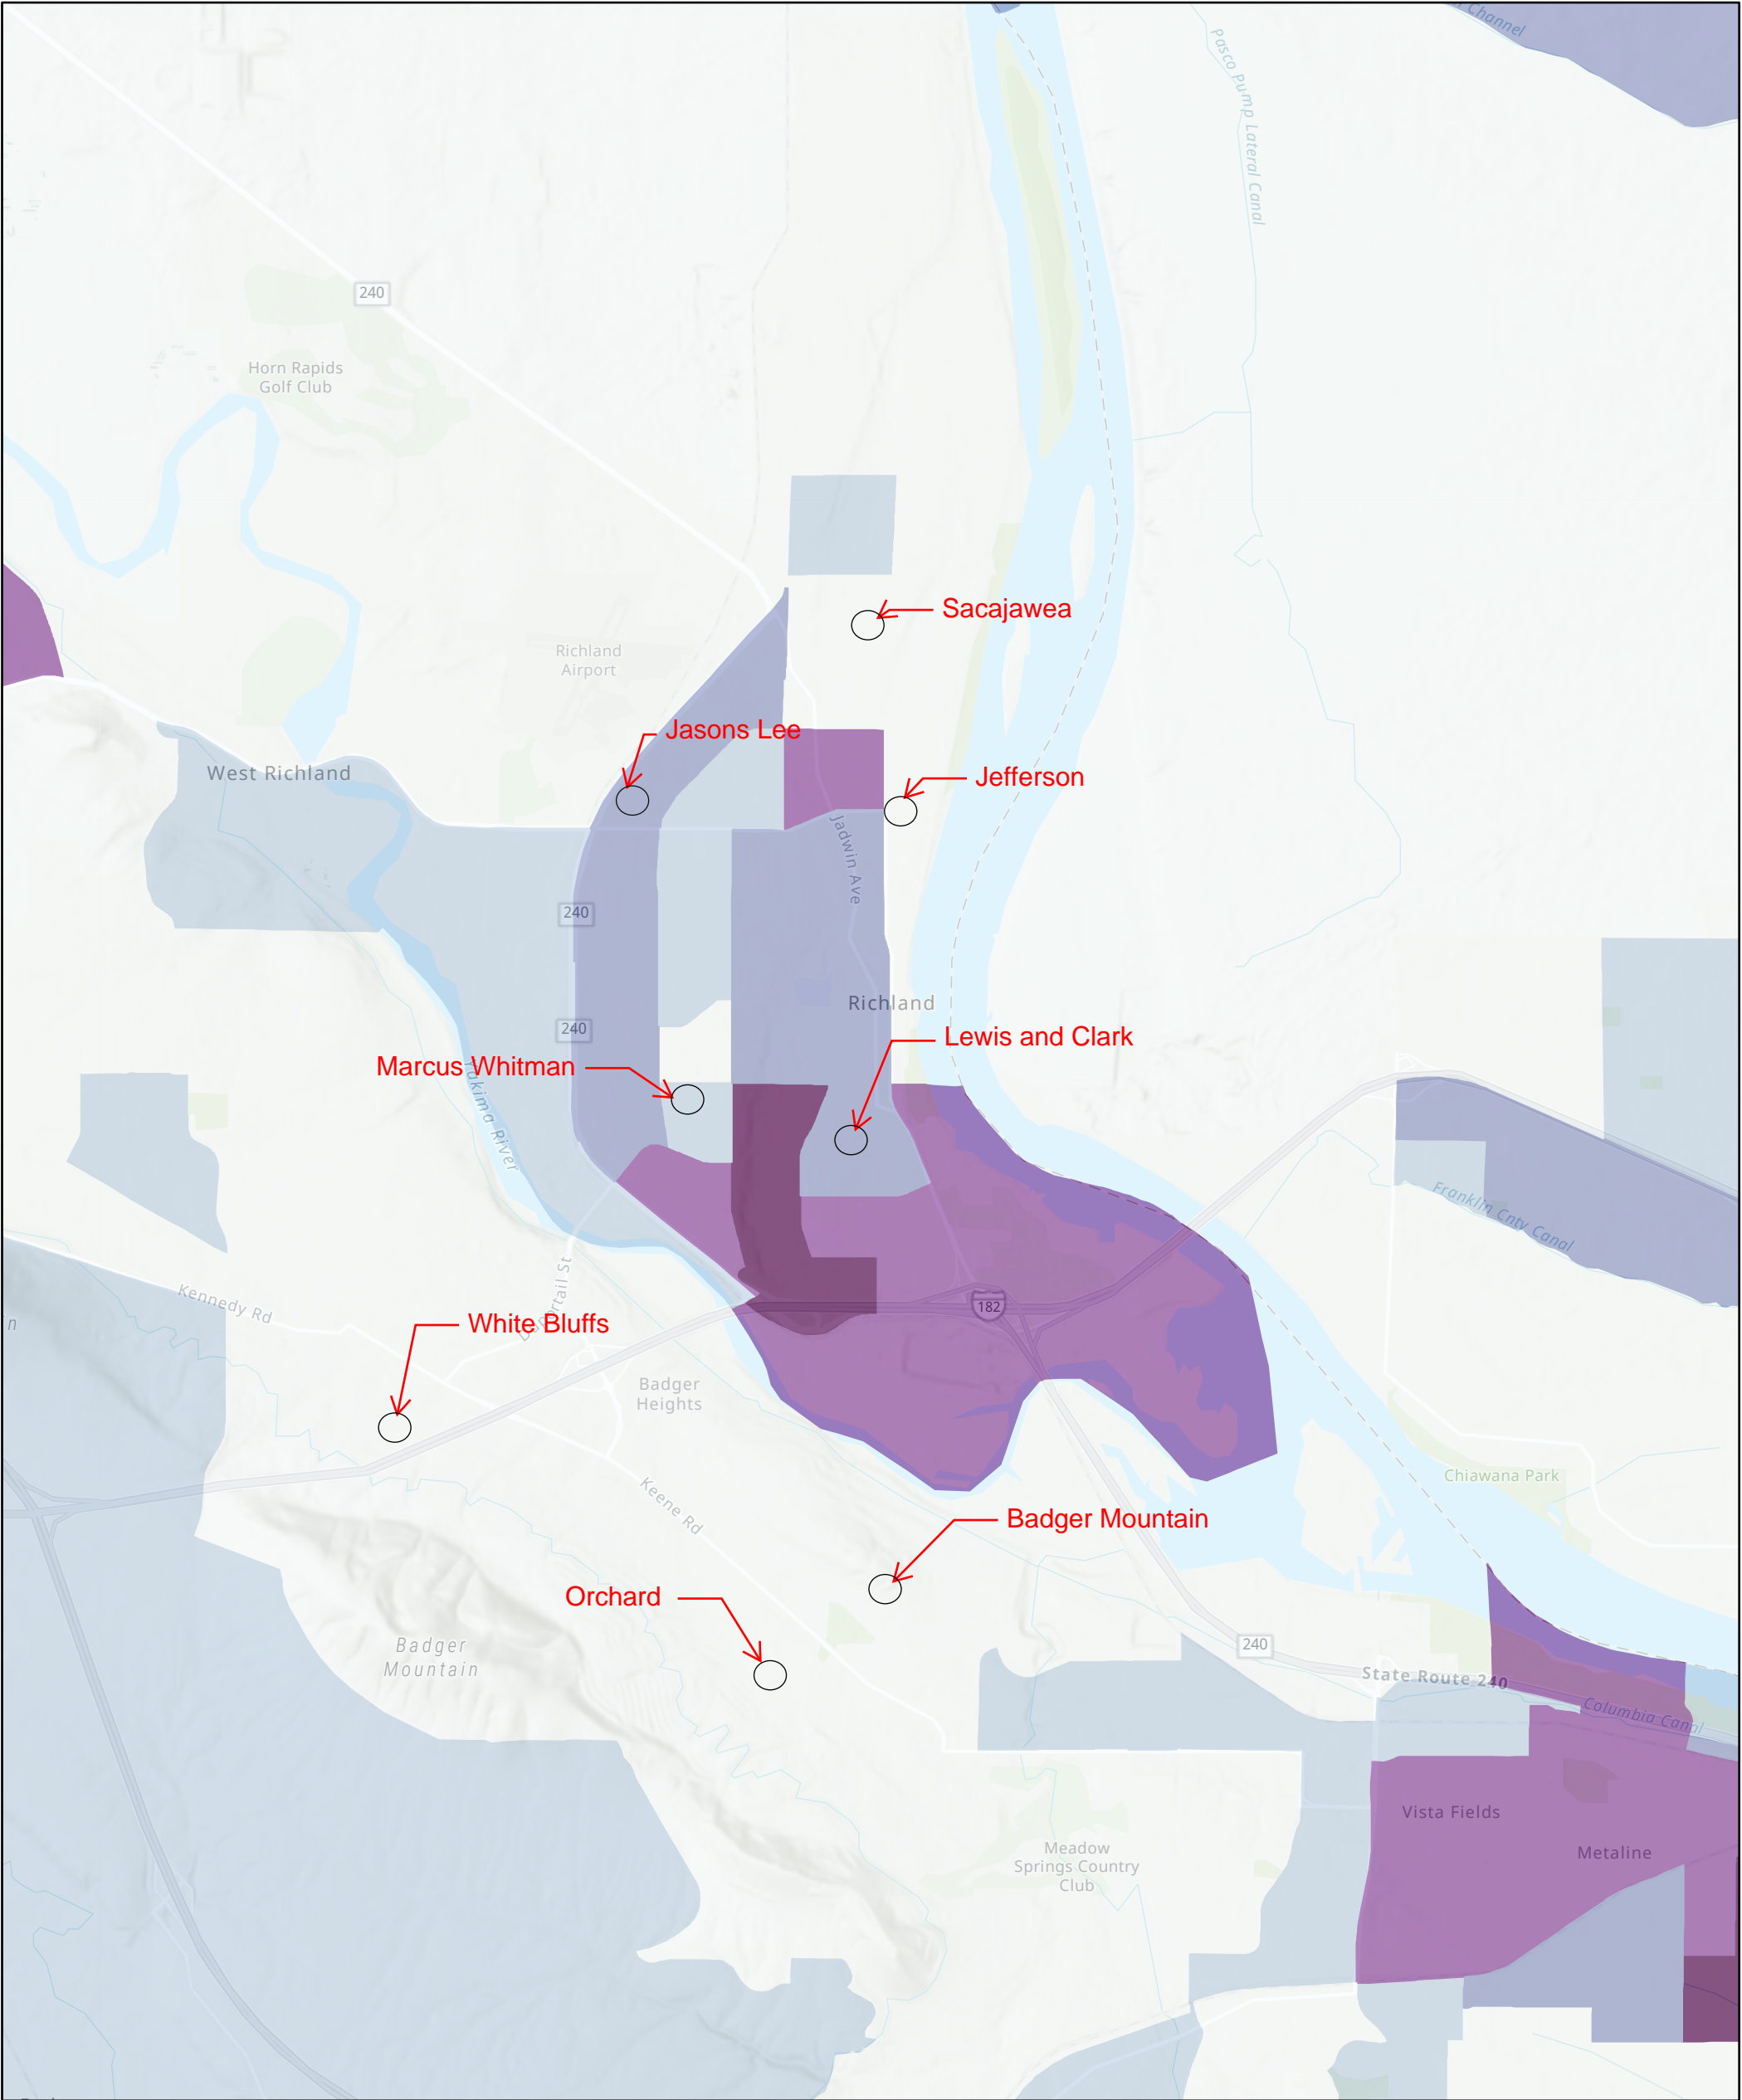 Channel
Pasco Pump Lateral Canal
240
Horn Rapids
Golf Club
Sacajawea
Richland
Airport
Jasons Lee
West Richland
Jefferson
Jadwin Ave
240
Richland
240
Lewis and Clark
Marcus Whitman
Yakima River
Franklin Cnty Canal
Kennedy Rd
Duportail St
182
n
White Bluffs
Badger
Heights
Chiawana Park
Keene Rd
Badger Mountain
Orchard
Badger
Mountain
240
State Route 240
Columbia Canal
Vista Fields
Meadow
Springs Country
Club
Metaline